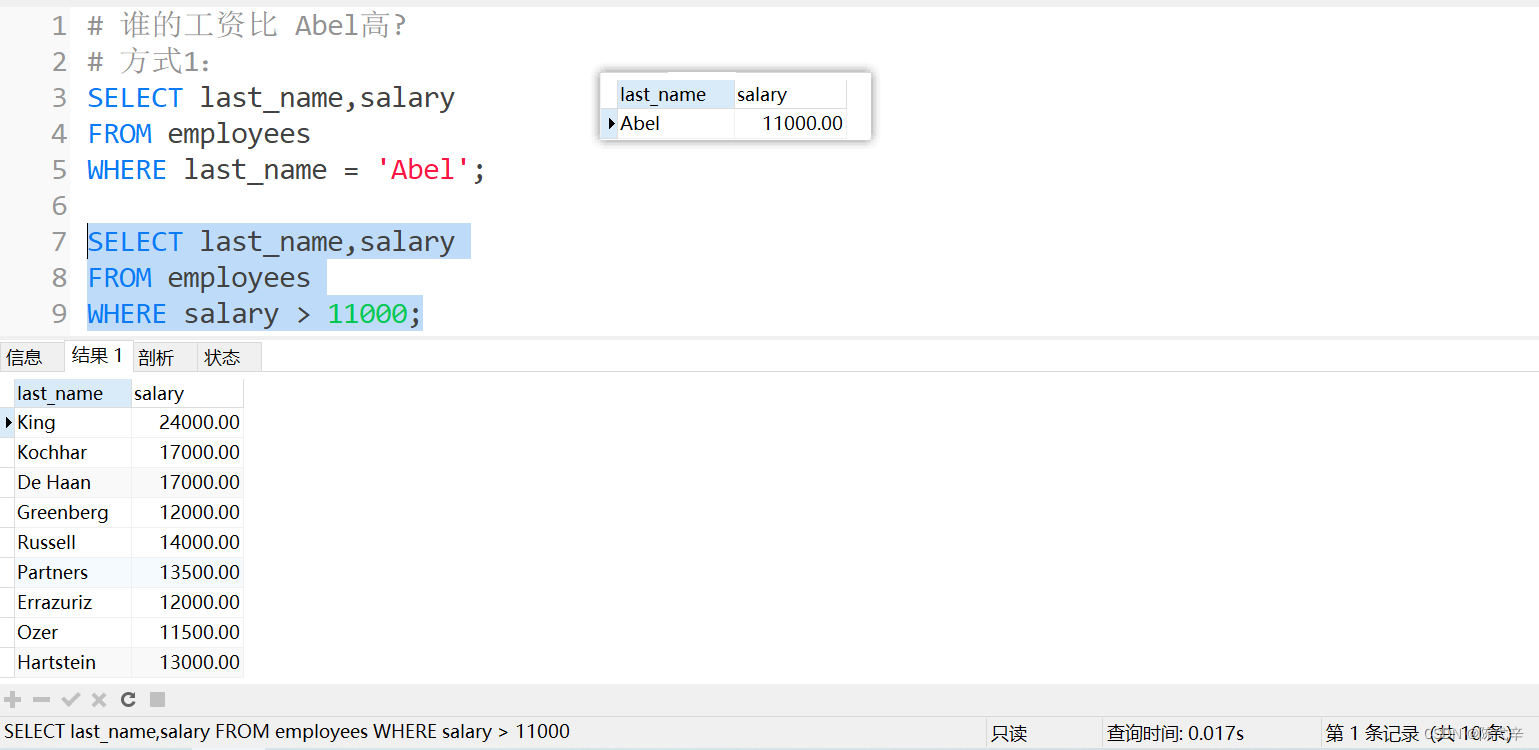 1 # 谁的工资比 Abel高?
2 # 方式1:
3 SELECT last_name,salary
4 FROM employees
5 WHERE last_name = 'Abel';
6
7 SELECT last_name,salary
8 FROM employees
9 WHERE salary > 11000;
last_name salary
Abel 11000.00
信息 结果 1 剖析 状态
last_name salary
King 24000.00
Kochhar 17000.00
De Haan 17000.00
Greenberg 12000.00
Russell 14000.00
Partners 13500.00
Errazuriz 12000.00
Ozer 11500.00
Hartstein 13000.00
SELECT last_name,salary FROM employees WHERE salary > 11000 只读 查询时间: 0.017s 第 1 条记录 (共 10 条)